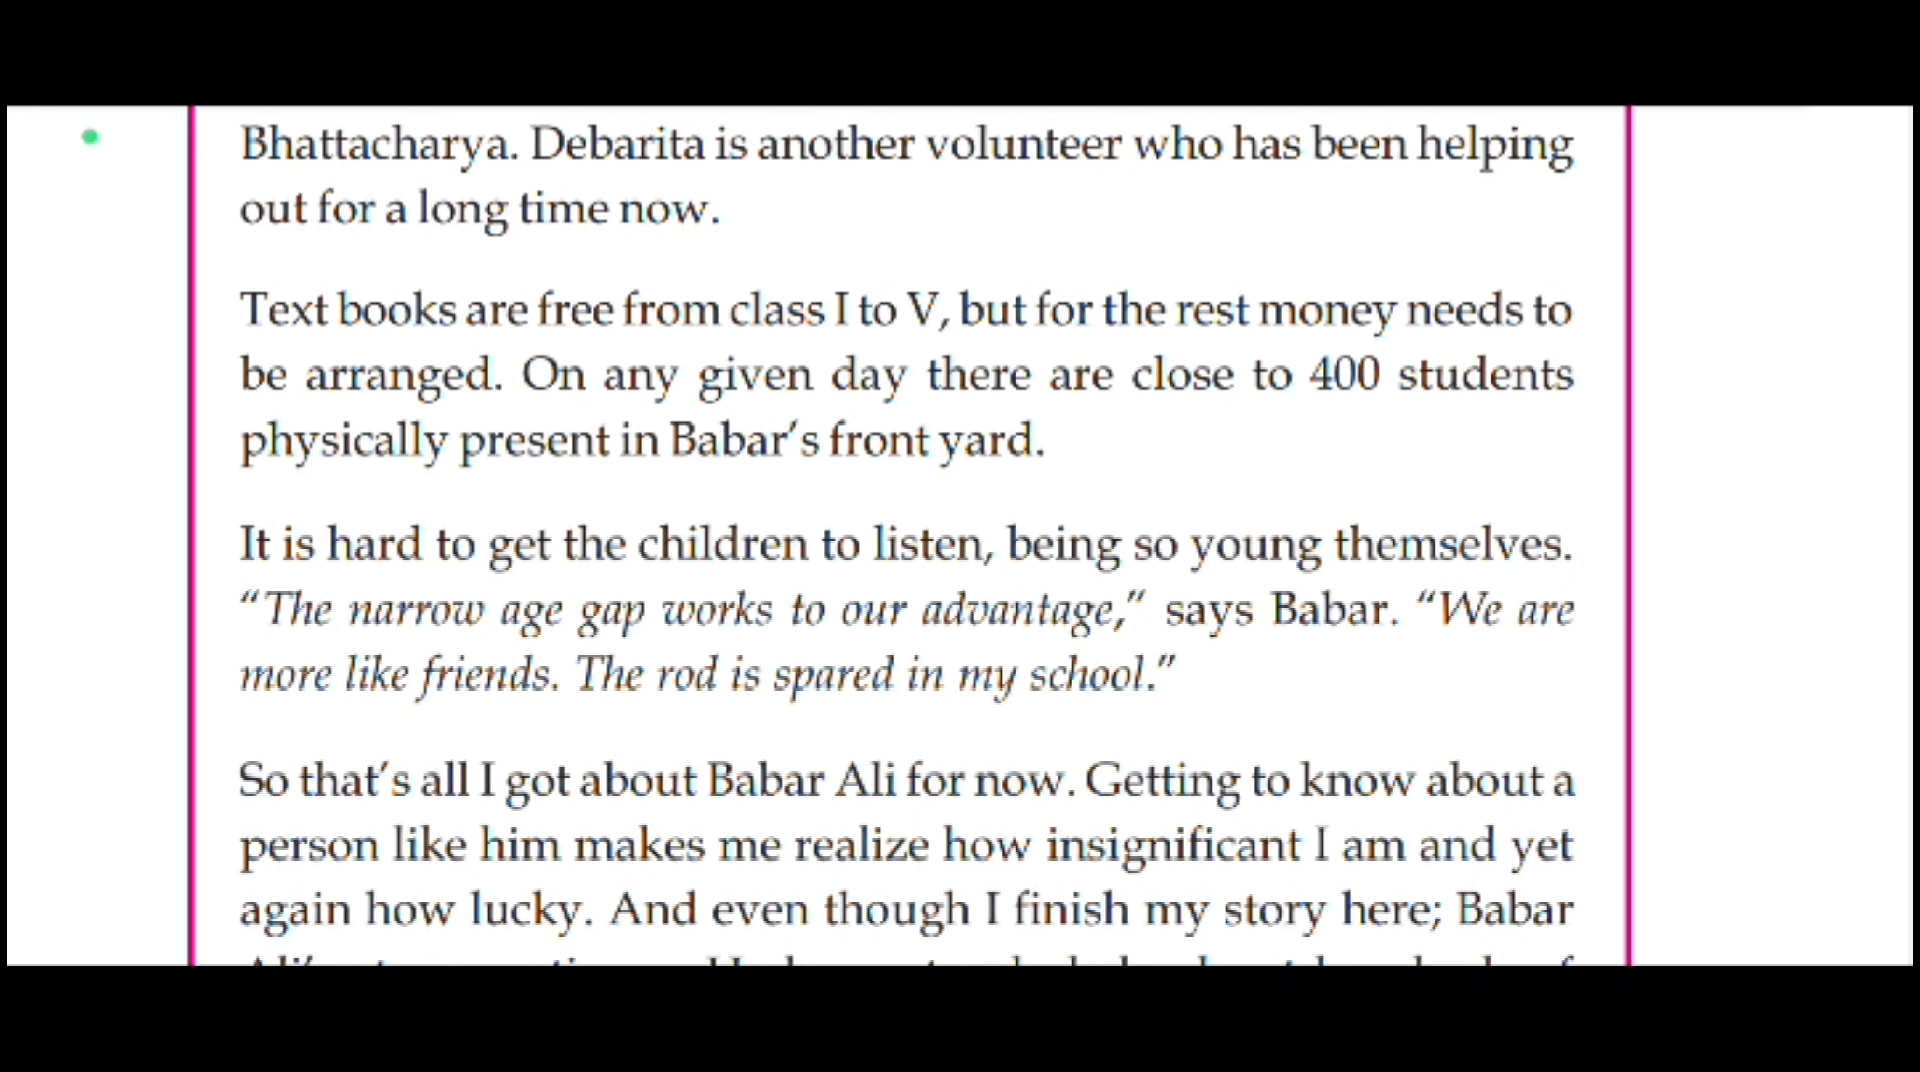 Bhattacharya. Debarita is another volunteer who has been helping
out for a long time now.
Text books are free from class I to V, but for the rest money needs to
be arranged. On any given day there are close to 400 students
physically present in Babar’s front yard.
It is hard to get the children to listen, being so young themselves.
“The narrow age gap works to our advantage,” says Babar. “We are
more like friends. The rod is spared in my school.”
So that’s all I got about Babar Ali for now. Getting to know about a
person like him makes me realize how insignificant I am and yet
again how lucky. And even though I finish my story here; Babar